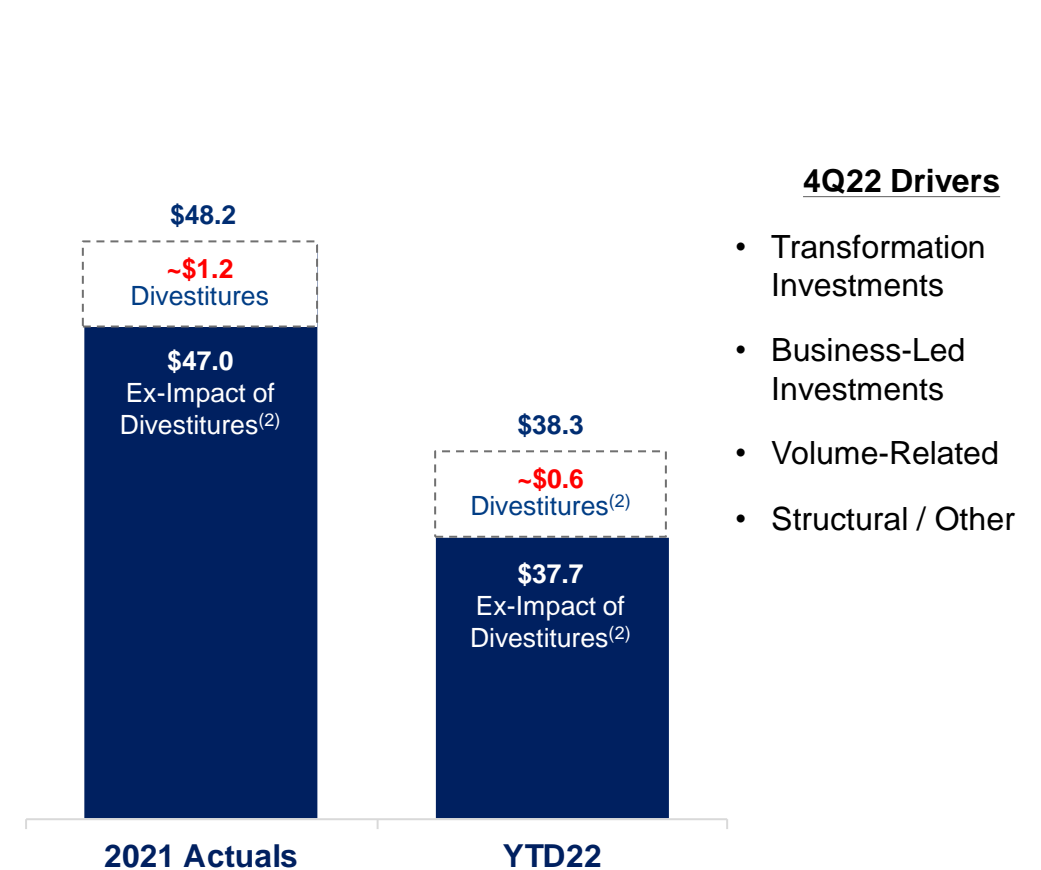 $48.2
~$1.2
Divestitures
$47.0
Ex-Impact of
Divestitures(2)
2021 Actuals
$38.3
~$0.6
Divestitures(2)
$37.7
Ex-Impact of
Divestitures(2)
YTD22
4Q22 Drivers
• Transformation
Investments
• Business-Led
Investments
• Volume-Related
• Structural / Other